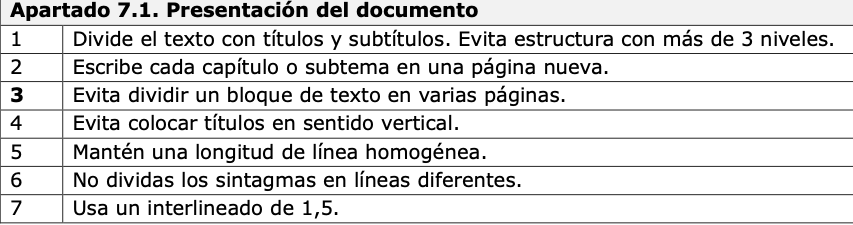 Apartado 7.1. Presentación del documento
1 Divide el texto con títulos y subtítulos. Evita estructura con más de 3 niveles.
2 Escribe cada capítulo o subtema en una página nueva.
3 Evita dividir un bloque de texto en varias páginas.
4 Evita colocar títulos en sentido vertical.
5 Mantén una longitud de línea homogénea.
6 No dividas los sintagmas en líneas diferentes.
7 Usa un interlineado de 1,5.